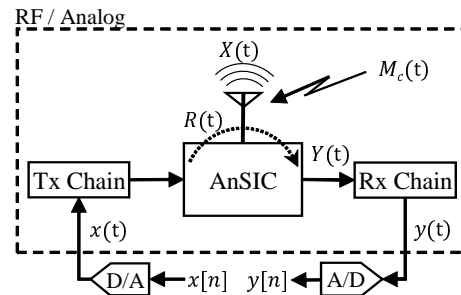 RF / Analog
X(t)
M_c(t)
R(t)
Y(t)
Tx Chain
AnSIC
Rx Chain
x(t)
y(t)
D/A
x[n]
y[n]
A/D